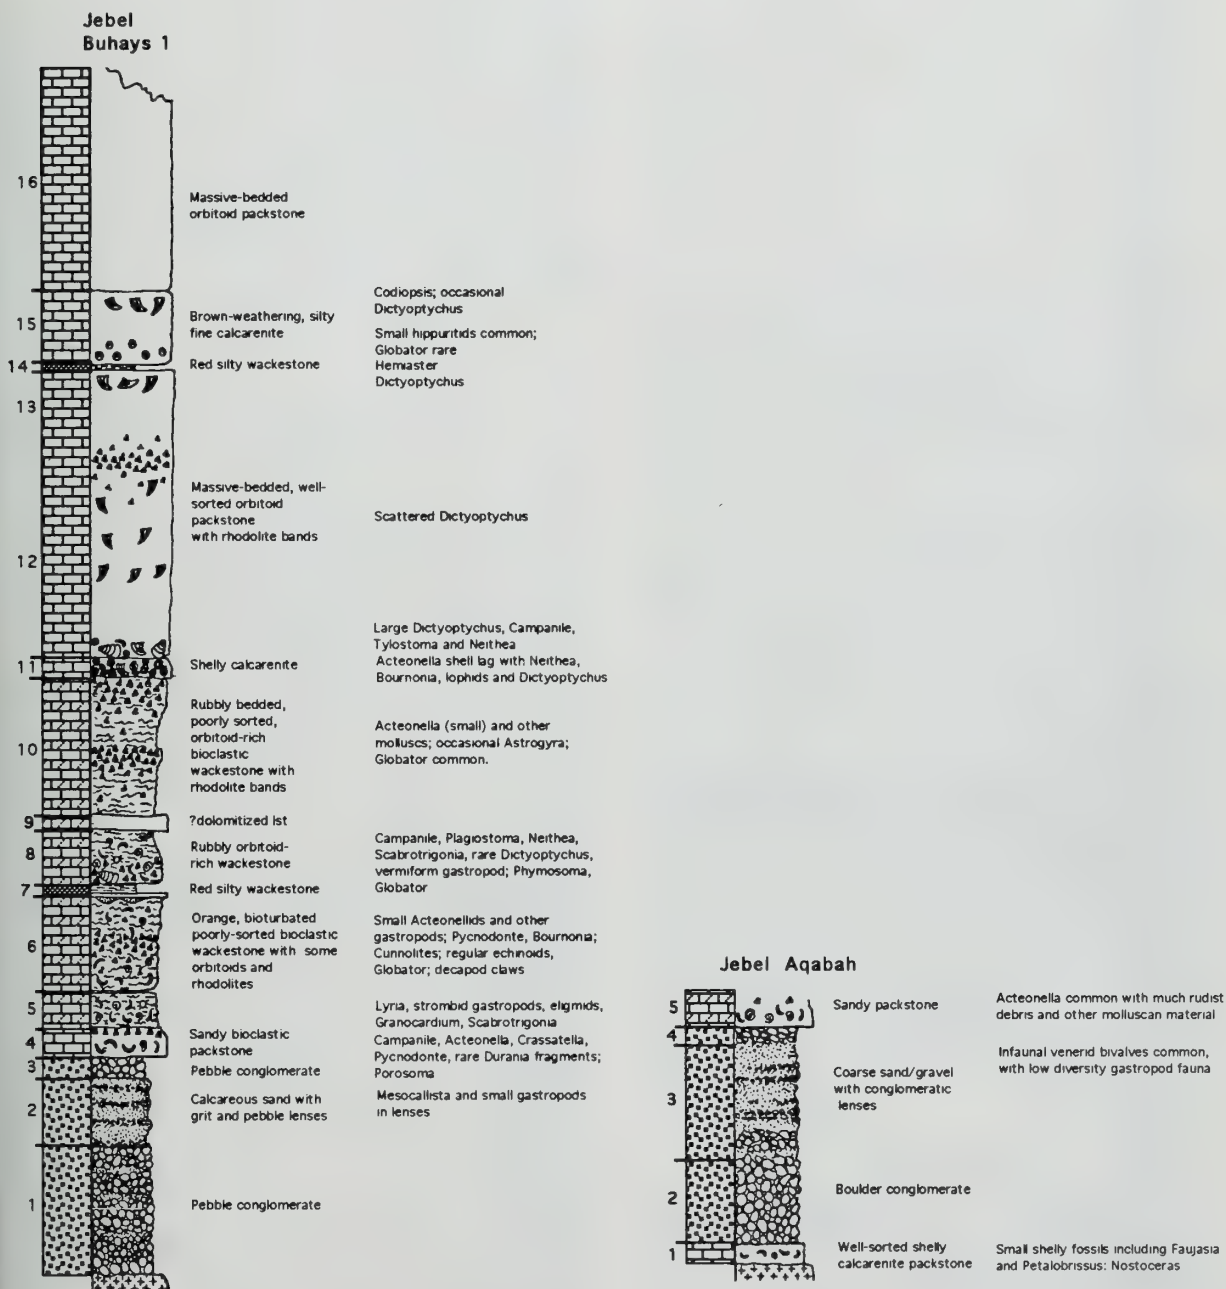 Jebel
Buhays 1
16
Massive-bedded
orbitoid packstone
15
Brown-weathering, silty
fine calcarenite
Codiopsis; occasional
Dictyoptychus
Small hippuritids common;
Globator rare
14
Red silty wackestone
Hemiaster
Dictyoptychus
13
Massive-bedded, well-
sorted orbitoid
packstone
with rhodolite bands
Scattered Dictyoptychus
12
Large Dictyoptychus, Campanile,
Tylostoma and Neithea
11
Shelly calcarenite
Acteonella shell lag with Neithea,
Bournonia, lophids and Dictyoptychus
10
Rubbly bedded,
poorly sorted,
orbitoid-rich
bioclastic
wackestone with
rhodolite bands
Acteonella (small) and other
molluscs; occasional Astrogyra;
Globator common.
9
?dolomitized lst
8
Rubbly orbitoid-
rich wackestone
Campanile, Plagiostoma, Neithea,
Scabrotrigonia, rare Dictyoptychus,
vermiform gastropod; Phymosoma,
Globator
7
Red silty wackestone
6
Orange, bioturbated
poorly-sorted bioclastic
wackestone with some
orbitoids and
rhodolites
Small Acteonellids and other
gastropods; Pycnodonte, Bournonia;
Cunnolites; regular echinoids,
Globator; decapod claws
5
Lyria, strombid gastropods, eligmids,
Granocardium, Scabrotrigonia
4
Sandy bioclastic
packstone
Campanile, Acteonella, Crassatella,
Pycnodonte, rare Durania fragments;
Porosoma
3
Pebble conglomerate
2
Calcareous sand with
grit and pebble lenses
Mesocallista and small gastropods
in lenses
1
Pebble conglomerate
Jebel Aqabah
5
Sandy packstone
Acteonella common with much rudist
debris and other molluscan material
4
3
Coarse sand/gravel
with conglomeratic
lenses
Infaunal venerid bivalves common,
with low diversity gastropod fauna
2
Boulder conglomerate
1
Well-sorted shelly
calcarenite packstone
Small shelly fossils including Faujasia
and Petalobrissus: Nostoceras